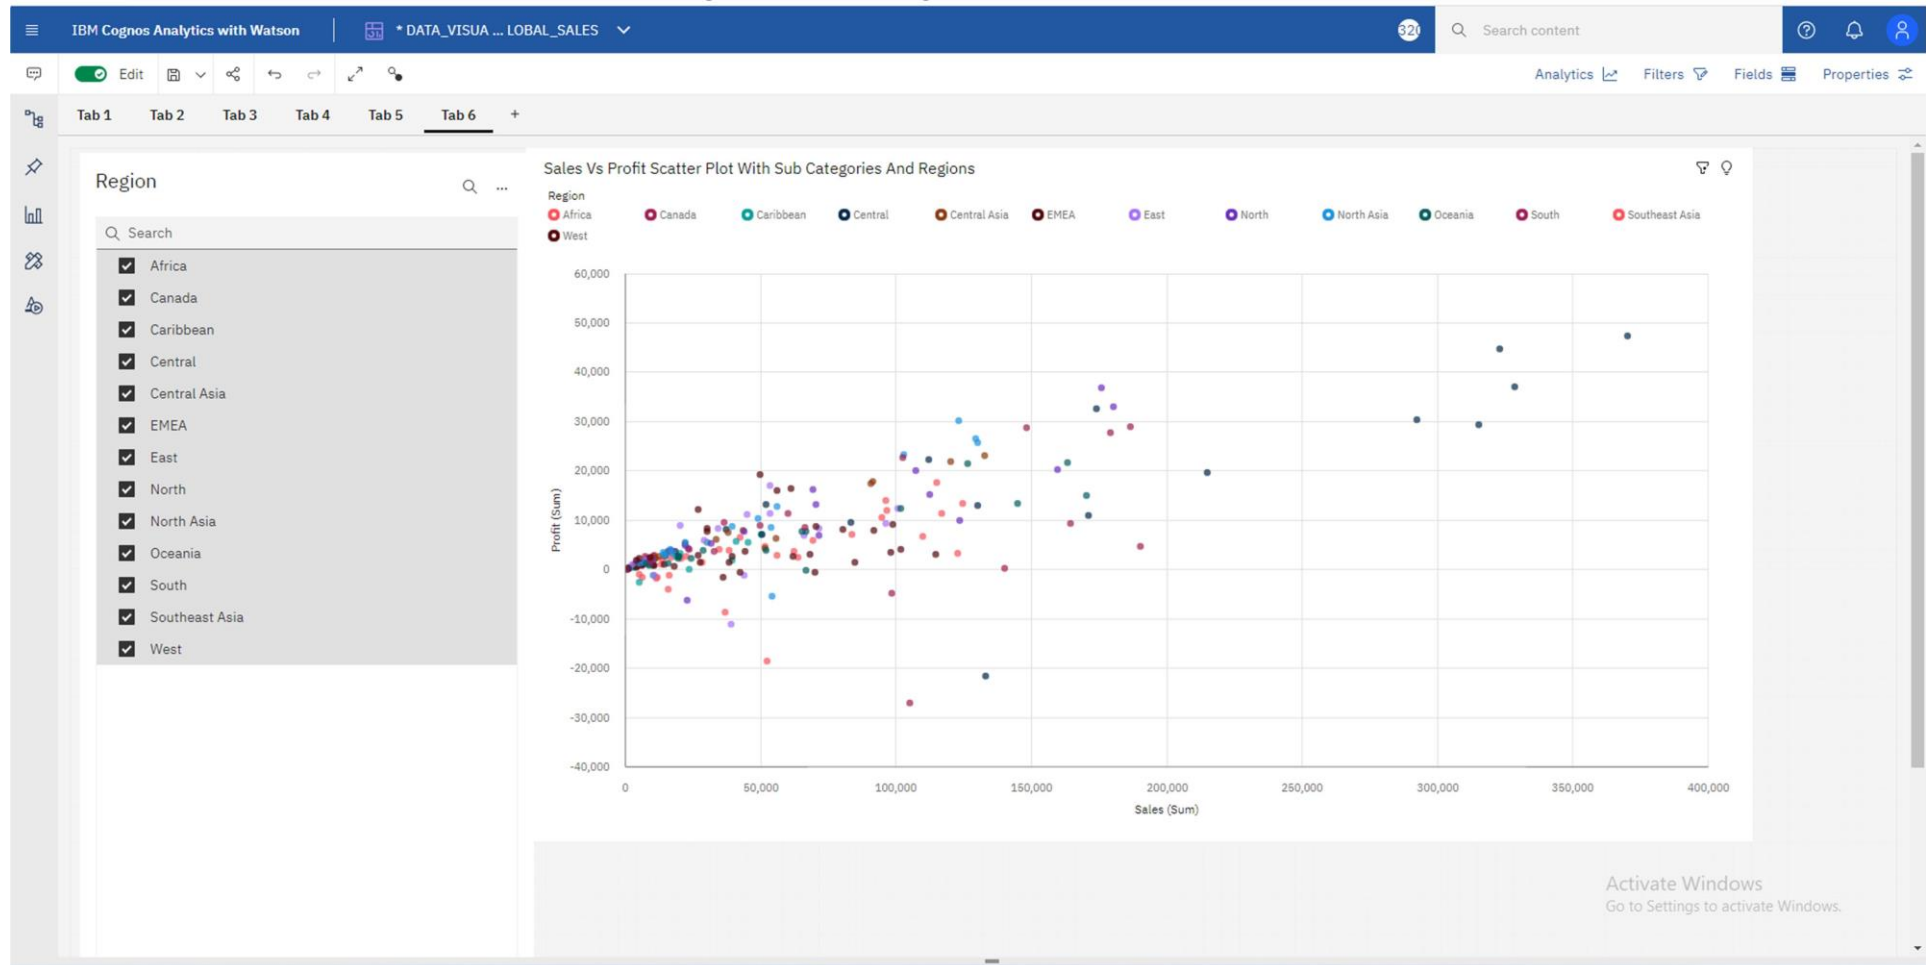 IBM Cognos Analytics with Watson
* DATA_VISUA ... LOBAL_SALES
320
Search content
Edit
Analytics
Filters
Fields
Properties
Tab 1
Tab 2
Tab 3
Tab 4
Tab 5
Tab 6
+
Region
...
Search
Africa
Canada
Caribbean
Central
Central Asia
EMEA
East
North
North Asia
Oceania
South
Southeast Asia
West
Sales Vs Profit Scatter Plot With Sub Categories And Regions
Region
Africa Canada Caribbean Central Central Asia EMEA East North North Asia Oceania South Southeast Asia
West
60,000
50,000
40,000
30,000
20,000
10,000
0
-10,000
-20,000
-30,000
-40,000
Profit (Sum)
0 50,000 100,000 150,000 200,000 250,000 300,000 350,000 400,000
Sales (Sum)
Activate Windows
Go to Settings to activate Windows.